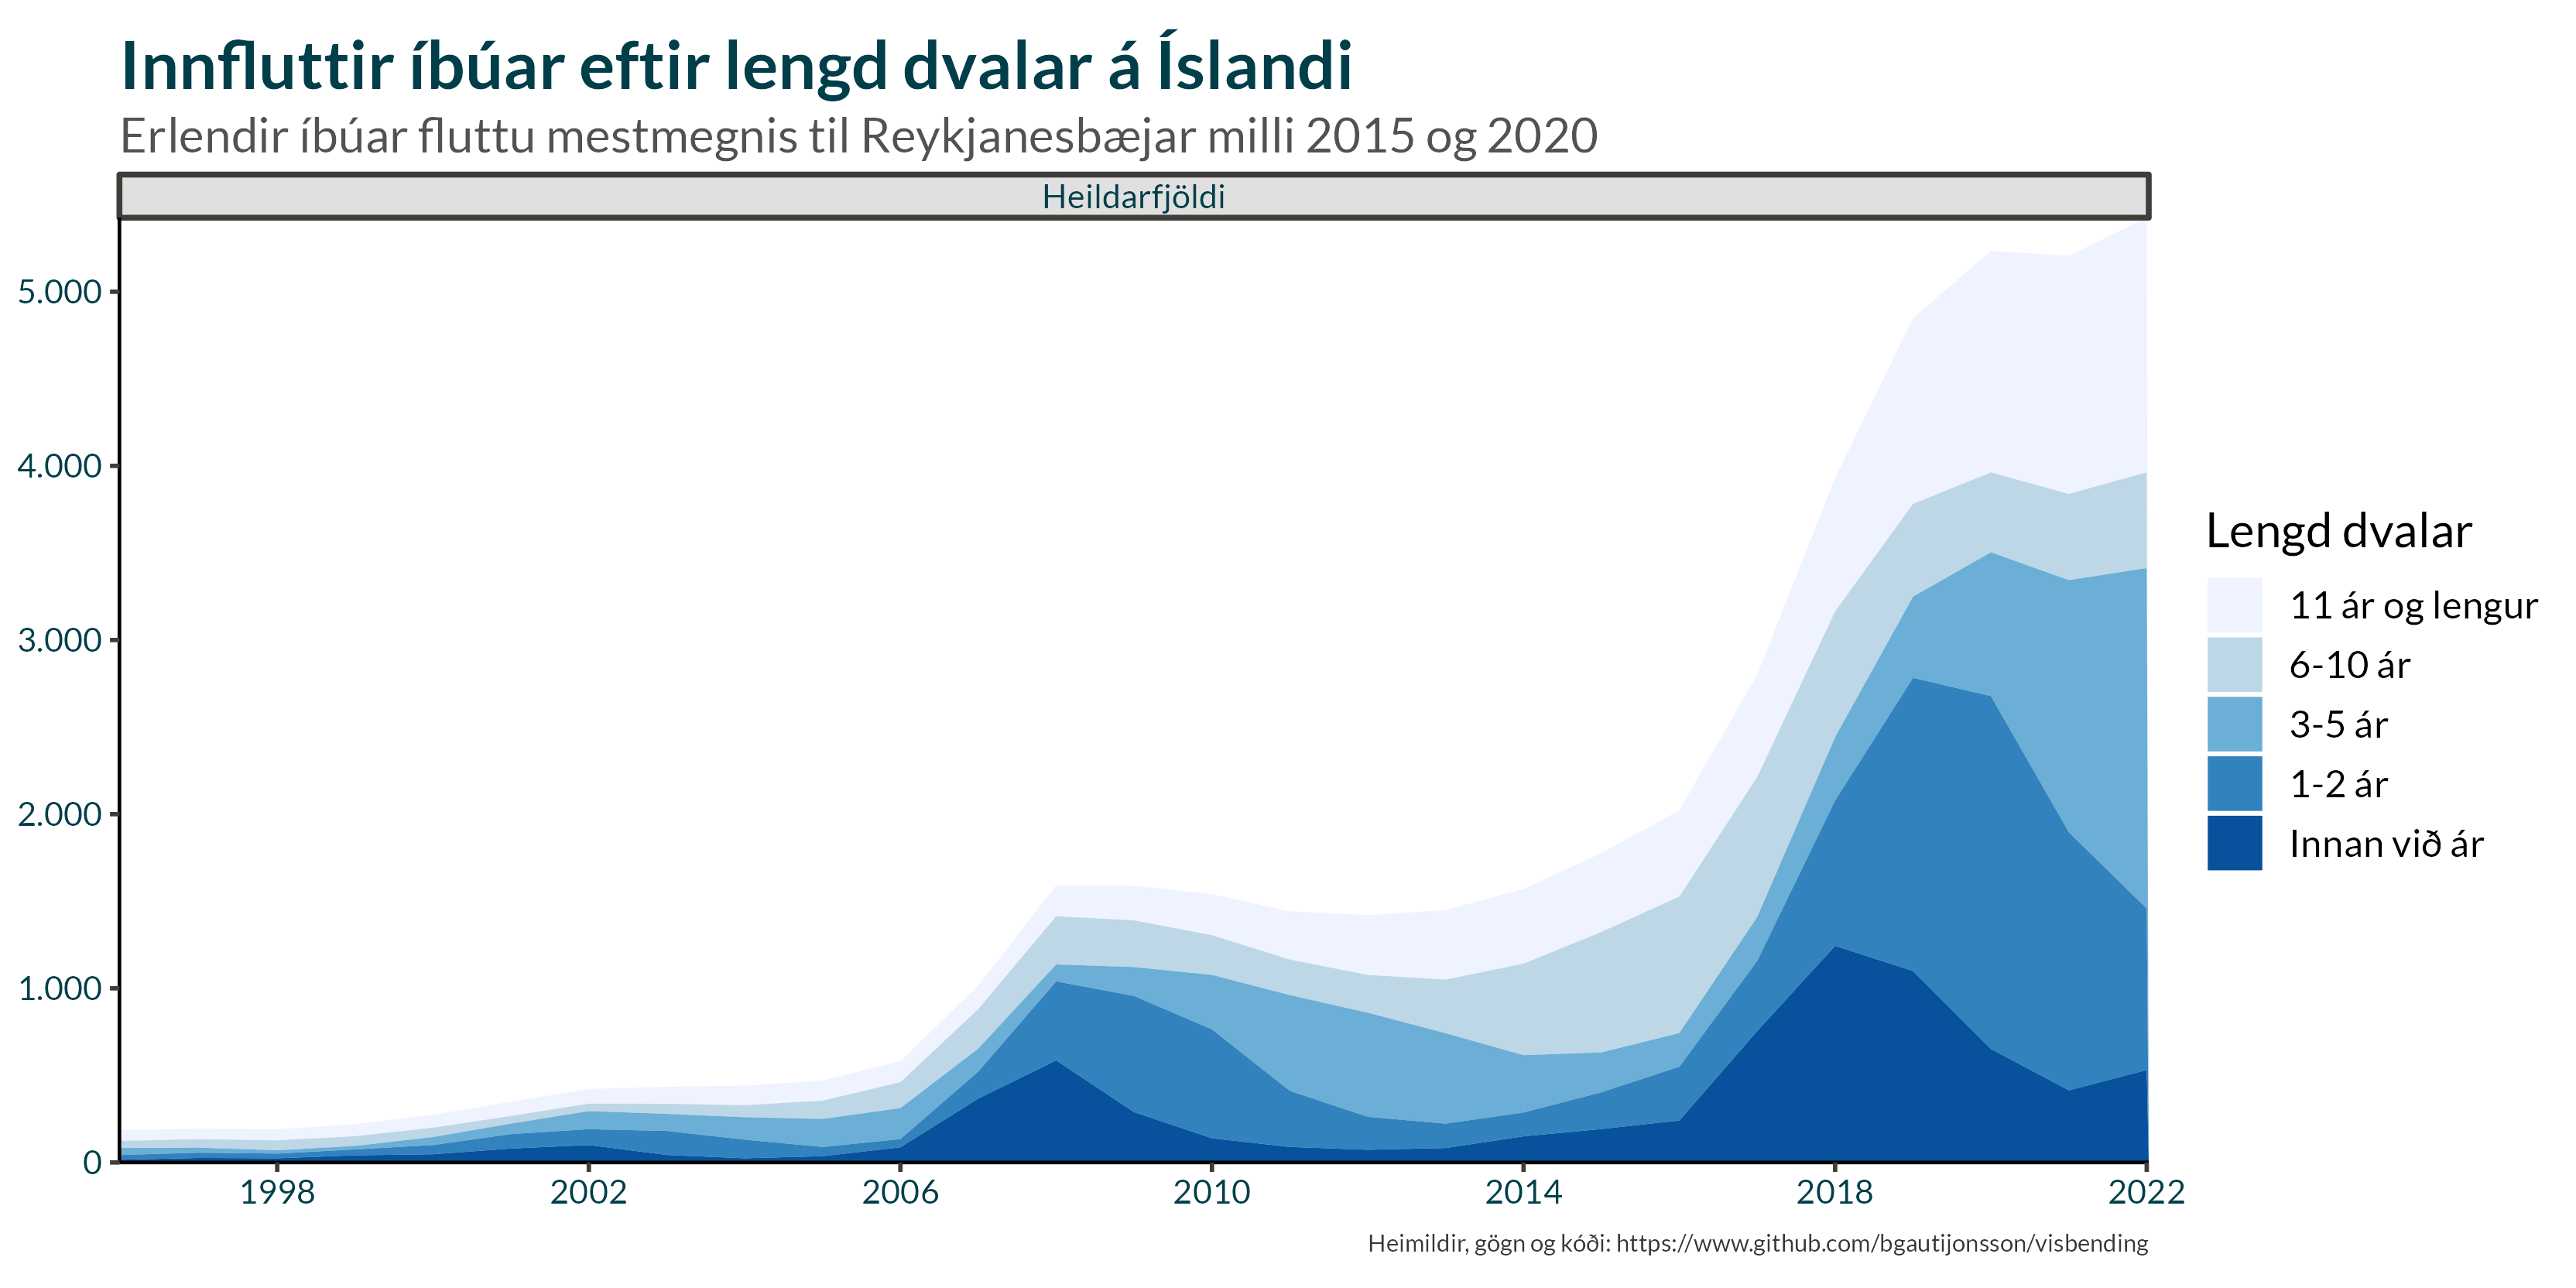 Innfluttir íbúar eftir lengd dvalar á Íslandi
Erlendir íbúar fluttu mestmegnis til Reykjanesbæjar milli 2015 og 2020
Heildarfjöldi
5.000
4.000
3.000
2.000
1.000
0
1998
2002
2006
2010
2014
2018
2022
Lengd dvalar
11 ár og lengur
6-10 ár
3-5 ár
1-2 ár
Innan við ár
Heimildir, gögn og kóði: https://www.github.com/bgautijonsson/visbending